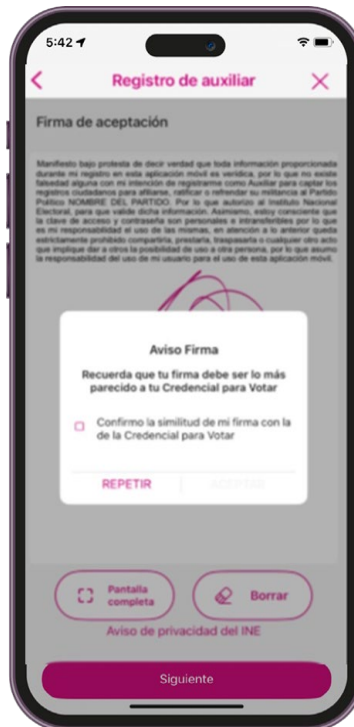 5:42
Registro de auxiliar
Firma de aceptación
Manifiesto bajo protesta de decir verdad que toda información proporcionada
durante mi registro en esta aplicación móvil es verídica, por lo que no existe
falsedad alguna con mi intención de registrarme como Auxiliar para captar los
registros ciudadanos para afiliarse, ratificar o refrendar su militancia al Partido
Político NOMBRE DEL PARTIDO. Por lo que autorizo al Instituto Nacional
Electoral, para que valide dicha información. Asimismo, estoy consciente que
la clave de acceso y contraseña son personales e intransferibles por lo que
es mi responsabilidad el uso de las mismas, en atención a lo anterior queda
estrictamente prohibido compartirla, prestarla, traspasarla o cualquier otro acto
que implique dar a otros la posibilidad de uso a otra persona, por lo que asumo
la responsabilidad del uso de mi usuario para el uso de esta aplicación móvil.
Aviso Firma
Recuerda que tu firma debe ser lo más
parecido a tu Credencial para Votar
Confirmo la similitud de mi firma con la
de la Credencial para Votar
REPETIR ACEPTAR
Pantalla
completa
Borrar
Aviso de privacidad del INE
Siguiente